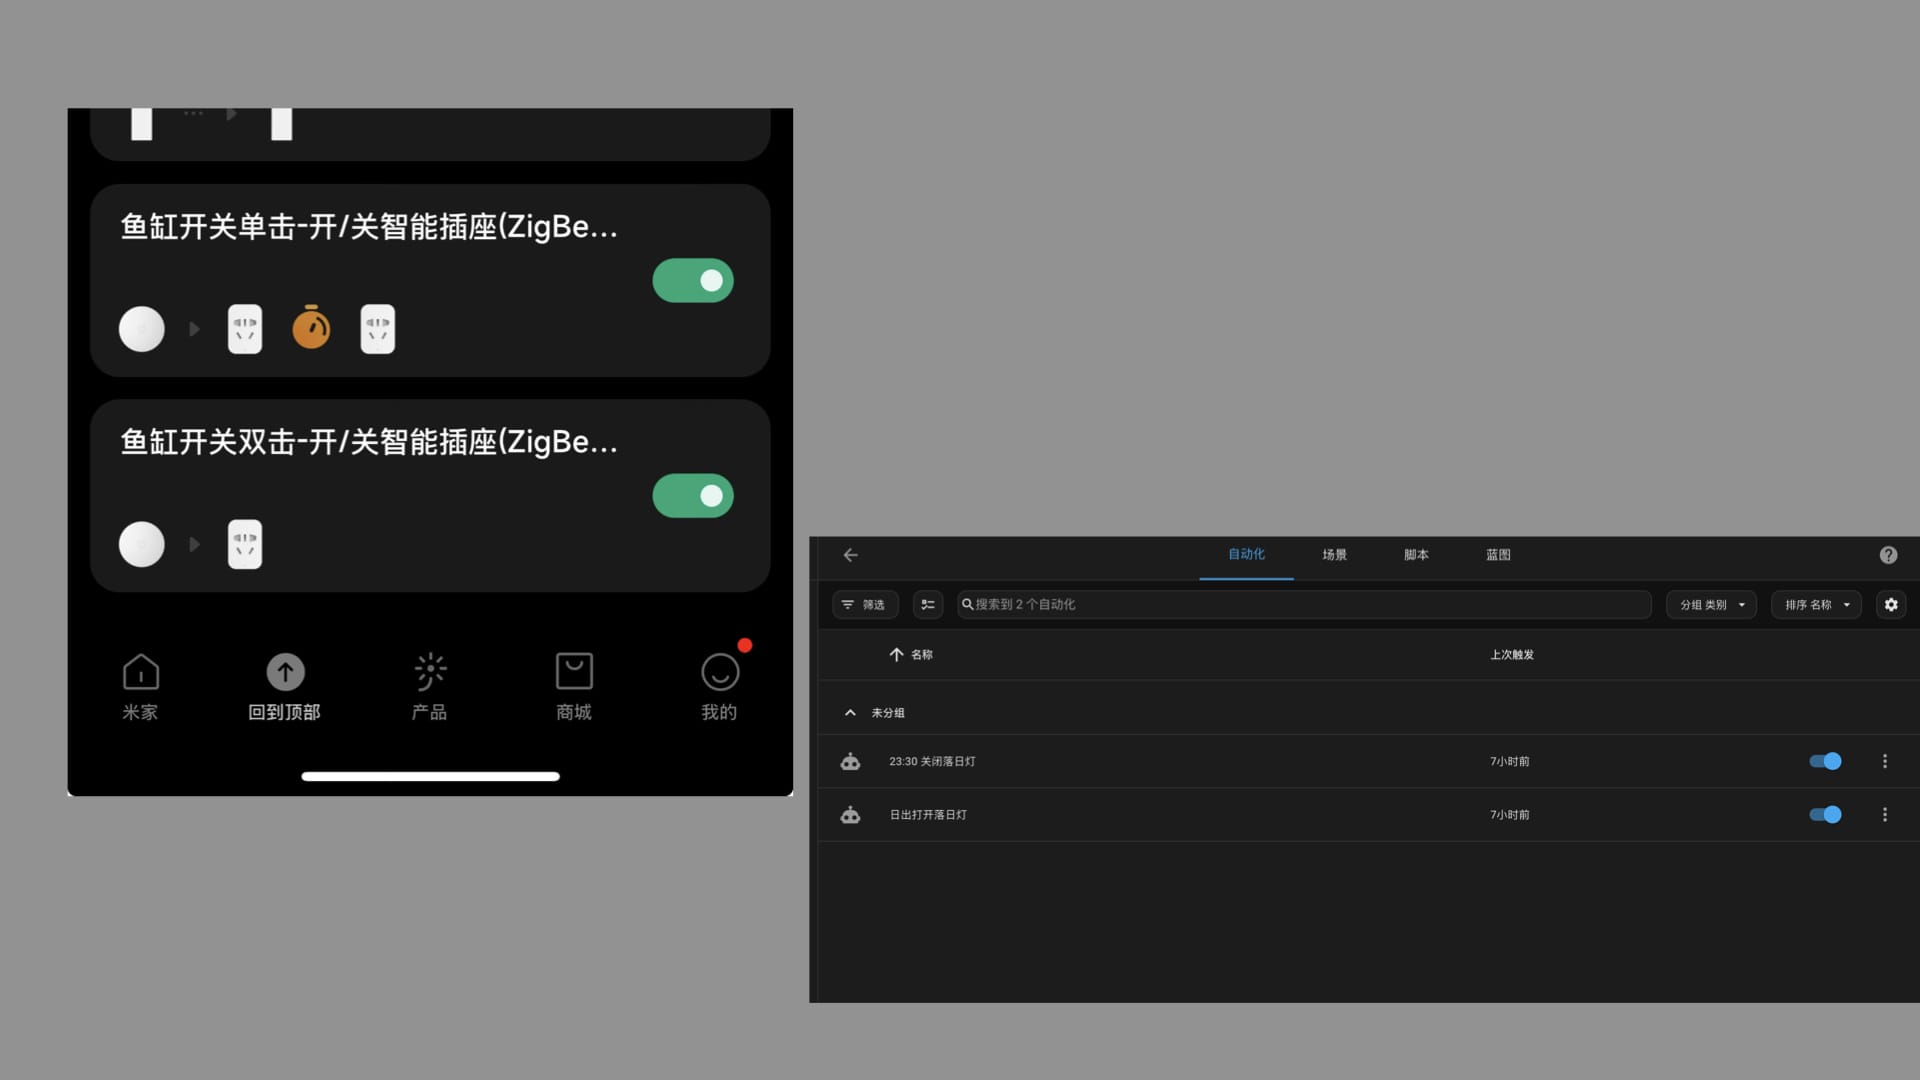 鱼缸开关单击-开/关智能插座(ZigBe...
鱼缸开关双击-开/关智能插座(ZigBe...
米家
回到顶部
产品
商城
我的
自动化
场景
脚本
蓝图
筛选
搜索到 2 个自动化
分组 类别
排序 名称
名称
上次触发
未分组
23:30 关闭落日灯
7小时前
日出打开落日灯
7小时前